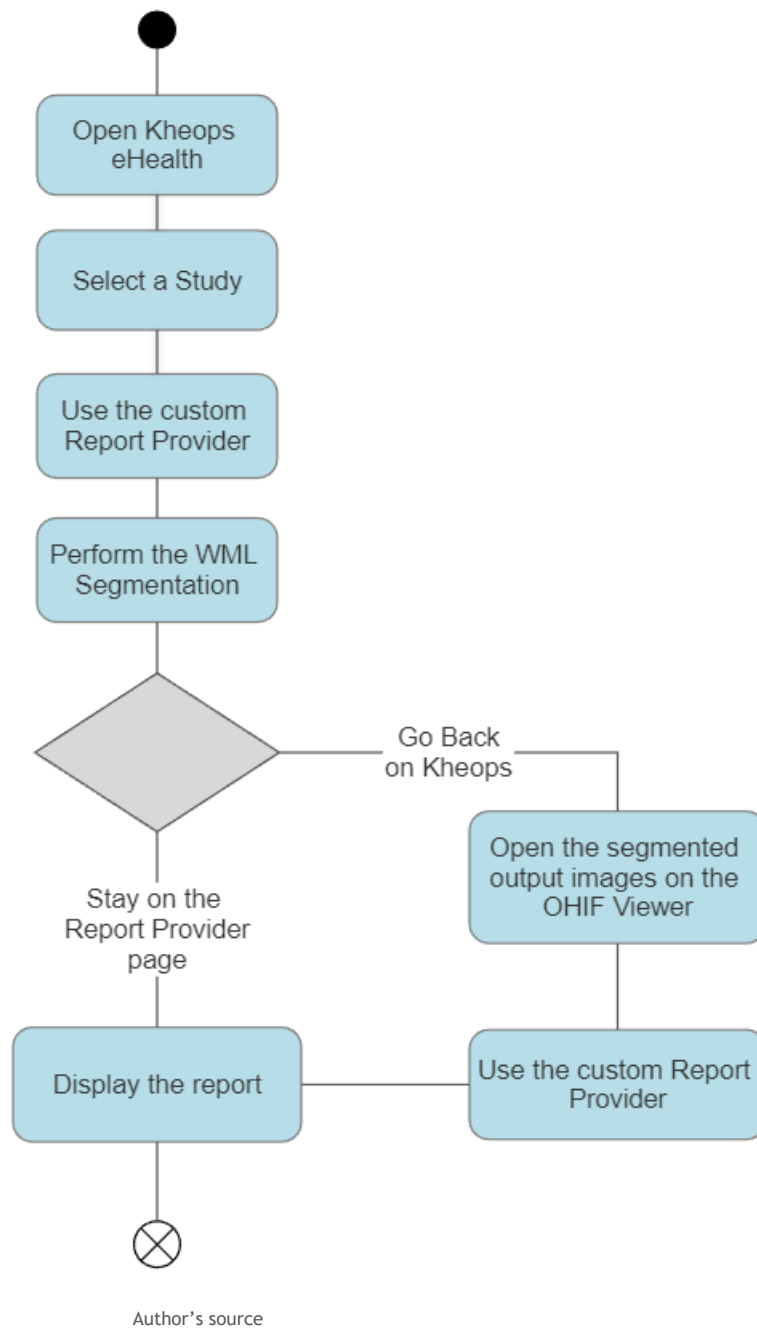 Open Kheops
eHealth
Select a Study
Use the custom
Report Provider
Perform the WML
Segmentation
Go Back
on Kheops
Open the segmented
output images on the
OHIF Viewer
Stay on the
Report Provider
page
Use the custom Report
Provider
Display the report
Author’s source